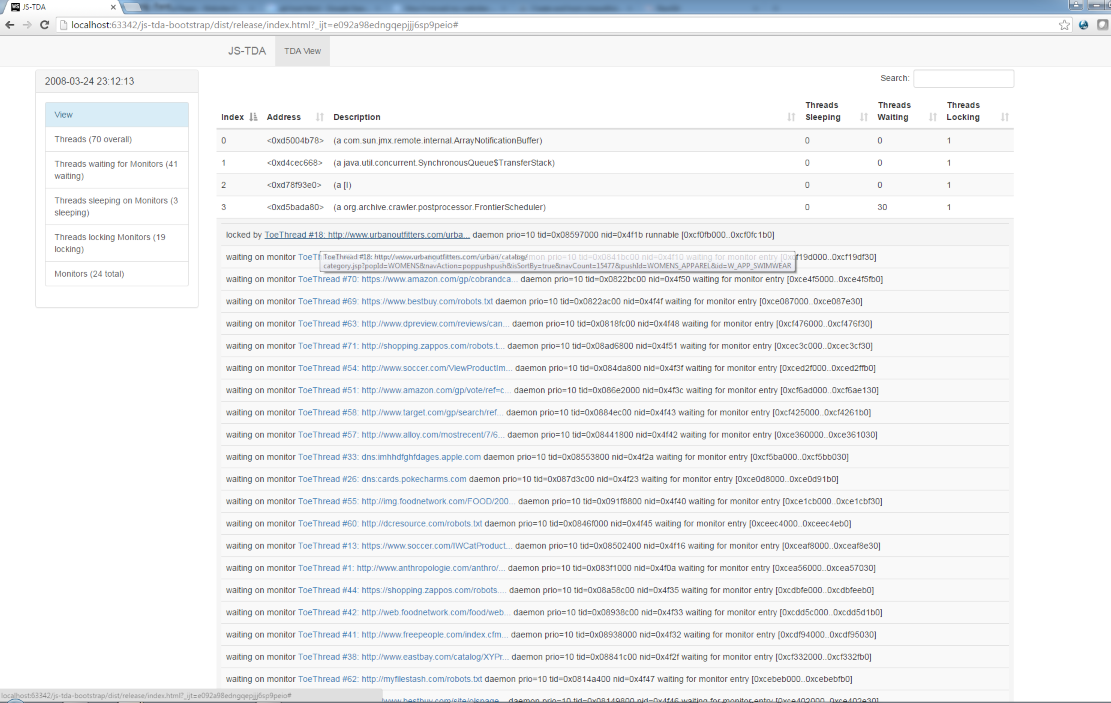 JS-TDA
localhost:63342/js-tda-bootstrap/dist/release/index.html?_ijt=e092a98edngqepjjj6sp9peio#
JS-TDA TDA View
2008-03-24 23:12:13
View
Threads (70 overall)
Threads waiting for Monitors (41
waiting)
Threads sleeping on Monitors (3
sleeping)
Threads locking Monitors (19
locking)
Monitors (24 total)
Search:
Index Address Description Threads Sleeping Threads Waiting Threads Locking
0 <0xd5004b78> (a com.sun.jmx.remote.internal.ArrayNotificationBuffer) 0 0 1
1 <0xd4cec668> (a java.util.concurrent.SynchronousQueue$TransferStack) 0 0 1
2 <0xd78f93e0> (a [I) 0 0 1
3 <0xd5bada80> (a org.archive.crawler.postprocessor.FrontierScheduler) 0 30 1
locked by ToeThread #18: http://www.urbanoutfitters.com/urba... daemon prio=10 tid=0x08597000 nid=0x4f1b runnable [0xcf0fb000..0xcf0fc1b0]
waiting on monitor
ToeThread #18: http://www.urbanoutfitters.com/urban/catalog/
category.jsp?popId=WOMENS&navAction=poppushpush&isSortBy=true&navCount=15477&pushId=WOMENS_APPAREL&id=W_APP_SWIMWEAR
waiting on monitor ToeThread #70: https://www.amazon.com/gp/cobrandca... daemon prio=10 tid=0x0822bc00 nid=0x4f50 waiting for monitor entry [0xce4f5000..0xce4f5fb0]
waiting on monitor ToeThread #69: https://www.bestbuy.com/robots.txt daemon prio=10 tid=0x0822ac00 nid=0x4f4f waiting for monitor entry [0xce087000..0xce087e30]
waiting on monitor ToeThread #63: http://www.dpreview.com/reviews/can... daemon prio=10 tid=0x0818fc00 nid=0x4f48 waiting for monitor entry [0xcf476000..0xcf476f30]
waiting on monitor ToeThread #71: http://shopping.zappos.com/robots.t... daemon prio=10 tid=0x08ad6800 nid=0x4f51 waiting for monitor entry [0xcec3c000..0xcec3cf30]
waiting on monitor ToeThread #54: http://www.soccer.com/ViewProductIm... daemon prio=10 tid=0x084da800 nid=0x4f3f waiting for monitor entry [0xced2f000..0xced2ffb0]
waiting on monitor ToeThread #51: http://www.amazon.com/gp/vote/ref=c... daemon prio=10 tid=0x086e2000 nid=0x4f3c waiting for monitor entry [0xcf6ad000..0xcf6ae130]
waiting on monitor ToeThread #58: http://www.target.com/gp/search/ref... daemon prio=10 tid=0x0884ec00 nid=0x4f43 waiting for monitor entry [0xcf425000..0xcf4261b0]
waiting on monitor ToeThread #57: http://www.alloy.com/mostrecent/7/6... daemon prio=10 tid=0x08441800 nid=0x4f42 waiting for monitor entry [0xce360000..0xce361030]
waiting on monitor ToeThread #33: dns:imhhdfghfdages.apple.com daemon prio=10 tid=0x08553800 nid=0x4f2a waiting for monitor entry [0xcf5ba000..0xcf5bb030]
waiting on monitor ToeThread #26: dns:cards.pokecharms.com daemon prio=10 tid=0x087d3c00 nid=0x4f23 waiting for monitor entry [0xce0d8000..0xce0d91b0]
waiting on monitor ToeThread #55: http://img.foodnetwork.com/FOOD/200... daemon prio=10 tid=0x091f8800 nid=0x4f40 waiting for monitor entry [0xce1cb000..0xce1cbf30]
waiting on monitor ToeThread #60: http://dcresource.com/robots.txt daemon prio=10 tid=0x0846f000 nid=0x4f45 waiting for monitor entry [0xceec4000..0xceec4eb0]
waiting on monitor ToeThread #13: https://www.soccer.com/IWCatProduct... daemon prio=10 tid=0x08502400 nid=0x4f16 waiting for monitor entry [0xceaf8000..0xceaf8e30]
waiting on monitor ToeThread #1: http://www.anthropologie.com/anthro/... daemon prio=10 tid=0x083f1000 nid=0x4f0a waiting for monitor entry [0xcea56000..0xcea57030]
waiting on monitor ToeThread #44: https://shopping.zappos.com/robots.... daemon prio=10 tid=0x08a58c00 nid=0x4f35 waiting for monitor entry [0xcdbfe000..0xcdbfeeb0]
waiting on monitor ToeThread #42: http://web.foodnetwork.com/food/web... daemon prio=10 tid=0x08938c00 nid=0x4f33 waiting for monitor entry [0xcdd5c000..0xcdd5d1b0]
waiting on monitor ToeThread #41: http://www.freepeople.com/index.cfm... daemon prio=10 tid=0x08938000 nid=0x4f32 waiting for monitor entry [0xcdf94000..0xcdf95030]
waiting on monitor ToeThread #38: http://www.eastbay.com/catalog/XYPr... daemon prio=10 tid=0x08841c00 nid=0x4f2f waiting for monitor entry [0xcf332000..0xcf332fb0]
waiting on monitor ToeThread #62: http://myfilestash.com/robots.txt daemon prio=10 tid=0x0814a400 nid=0x4f47 waiting for monitor entry [0xcebeb000..0xcebebfb0]
localhost:63342/js-tda-bootstrap/dist/release/index.html?_ijt=e092a98edngqepjjj6sp9peio#